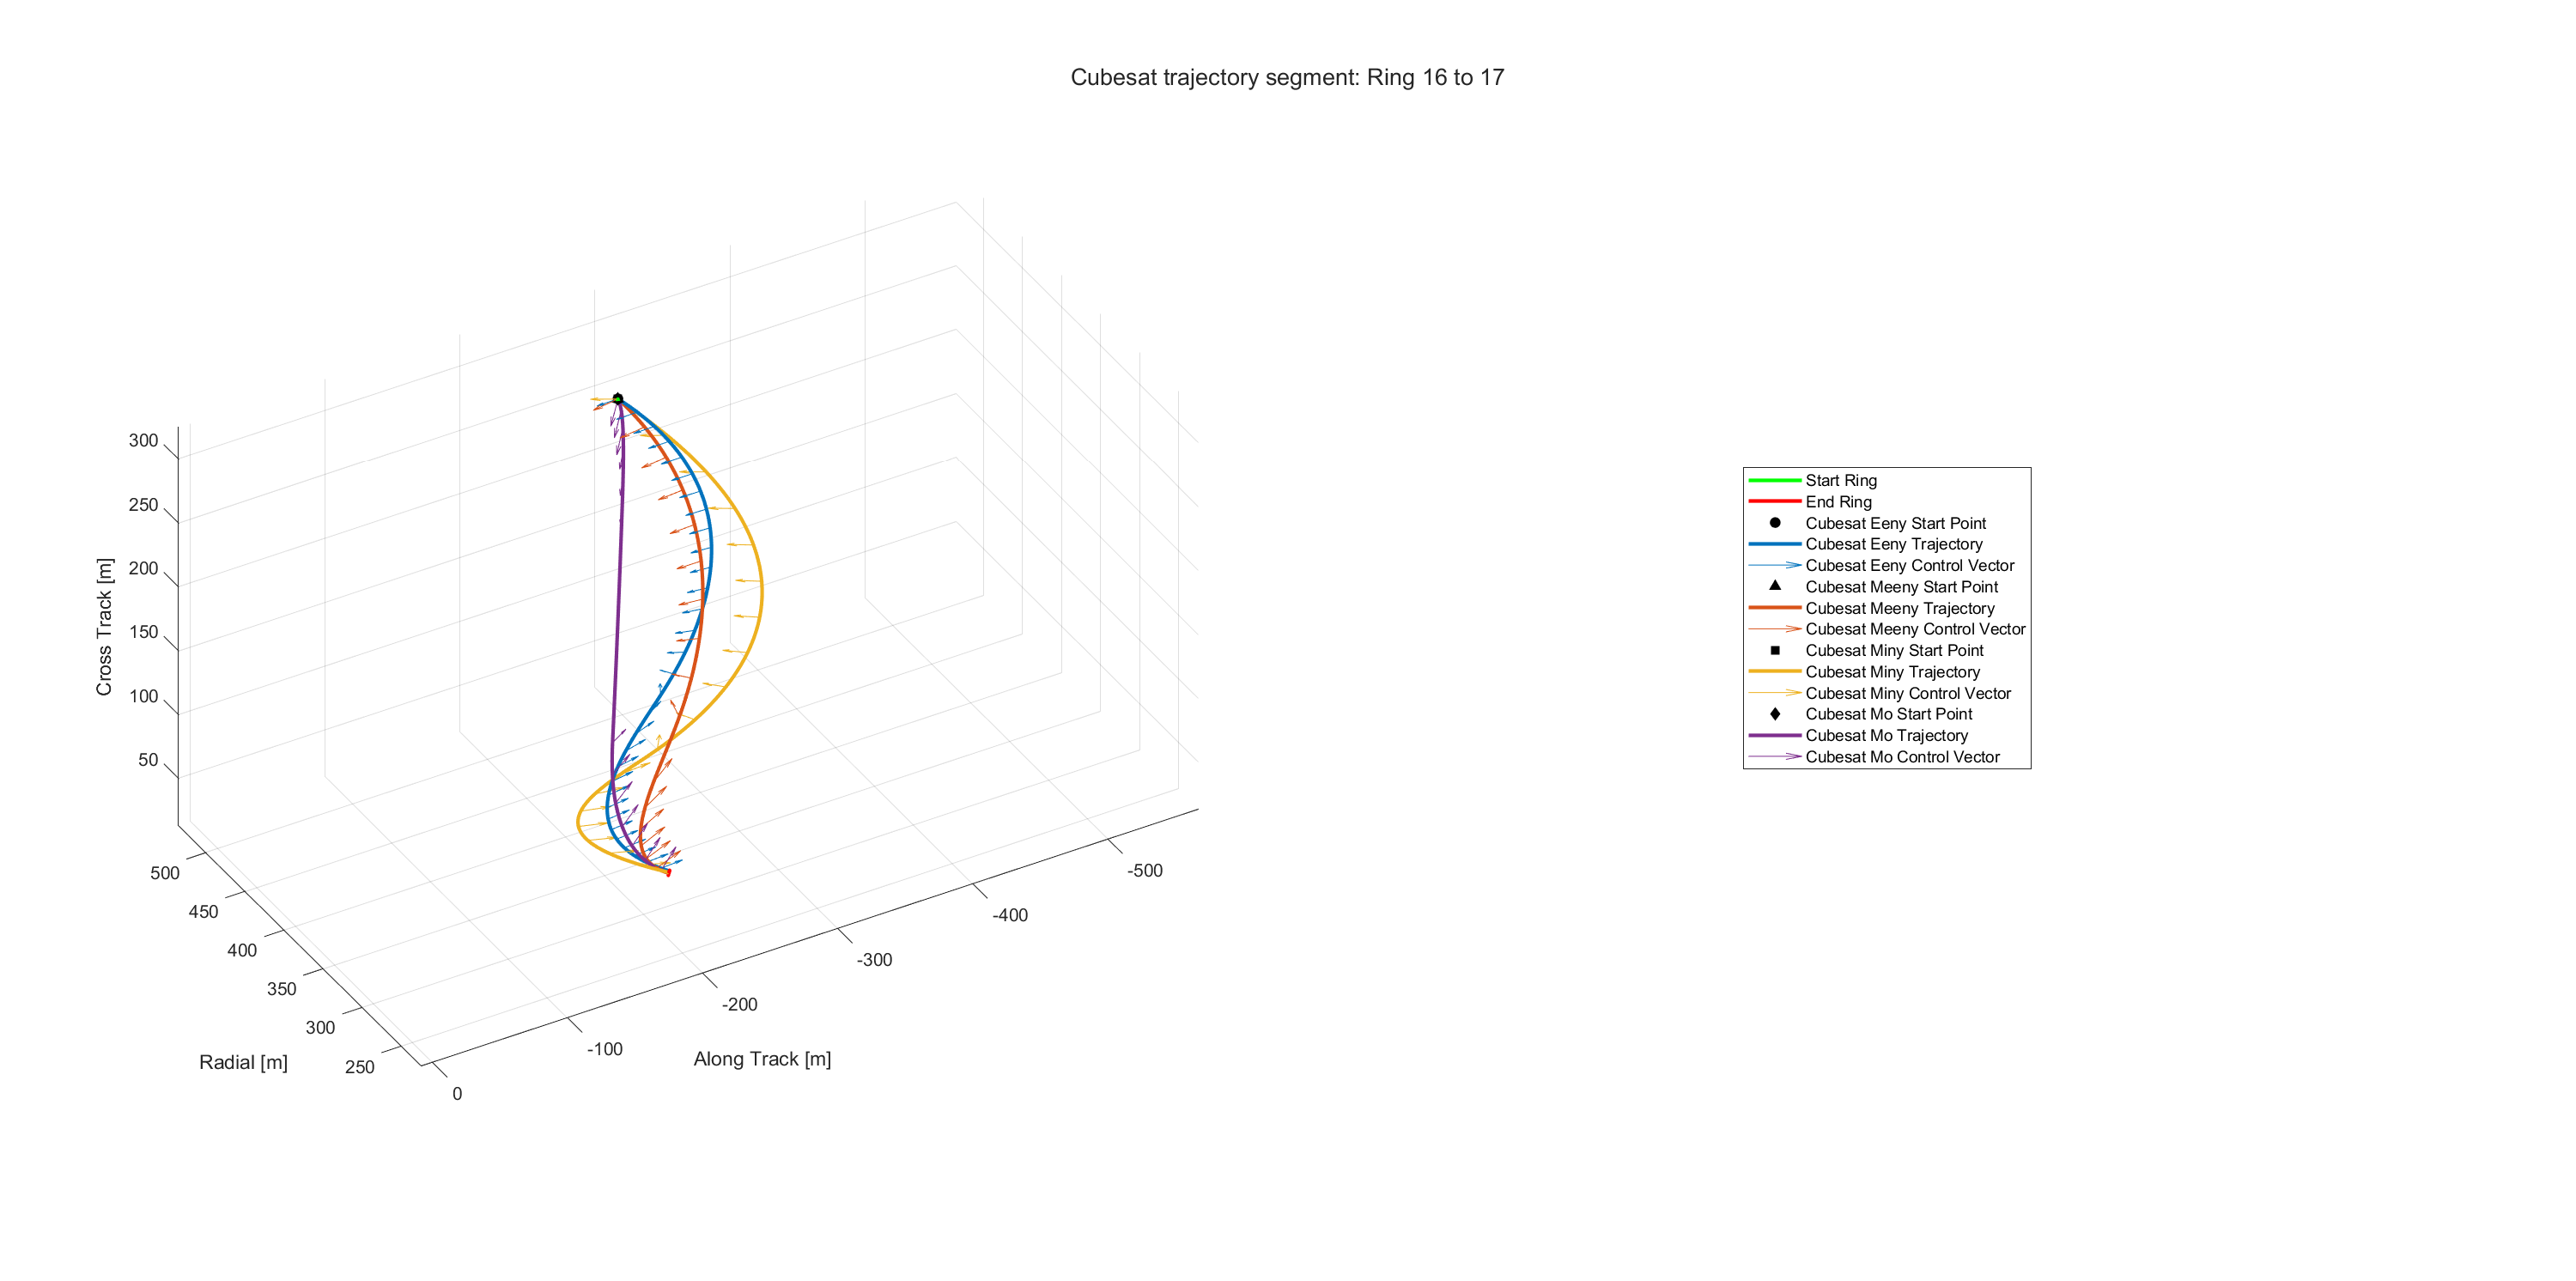 Cubesat trajectory segment: Ring 16 to 17
300
250
200
150
100
50
Cross Track [m]
500
450
400
350
300
250
Radial [m]
0
-100
-200
-300
-400
-500
Along Track [m]
Start Ring
End Ring
Cubesat Eeny Start Point
Cubesat Eeny Trajectory
Cubesat Eeny Control Vector
Cubesat Meeny Start Point
Cubesat Meeny Trajectory
Cubesat Meeny Control Vector
Cubesat Miny Start Point
Cubesat Miny Trajectory
Cubesat Miny Control Vector
Cubesat Mo Start Point
Cubesat Mo Trajectory
Cubesat Mo Control Vector